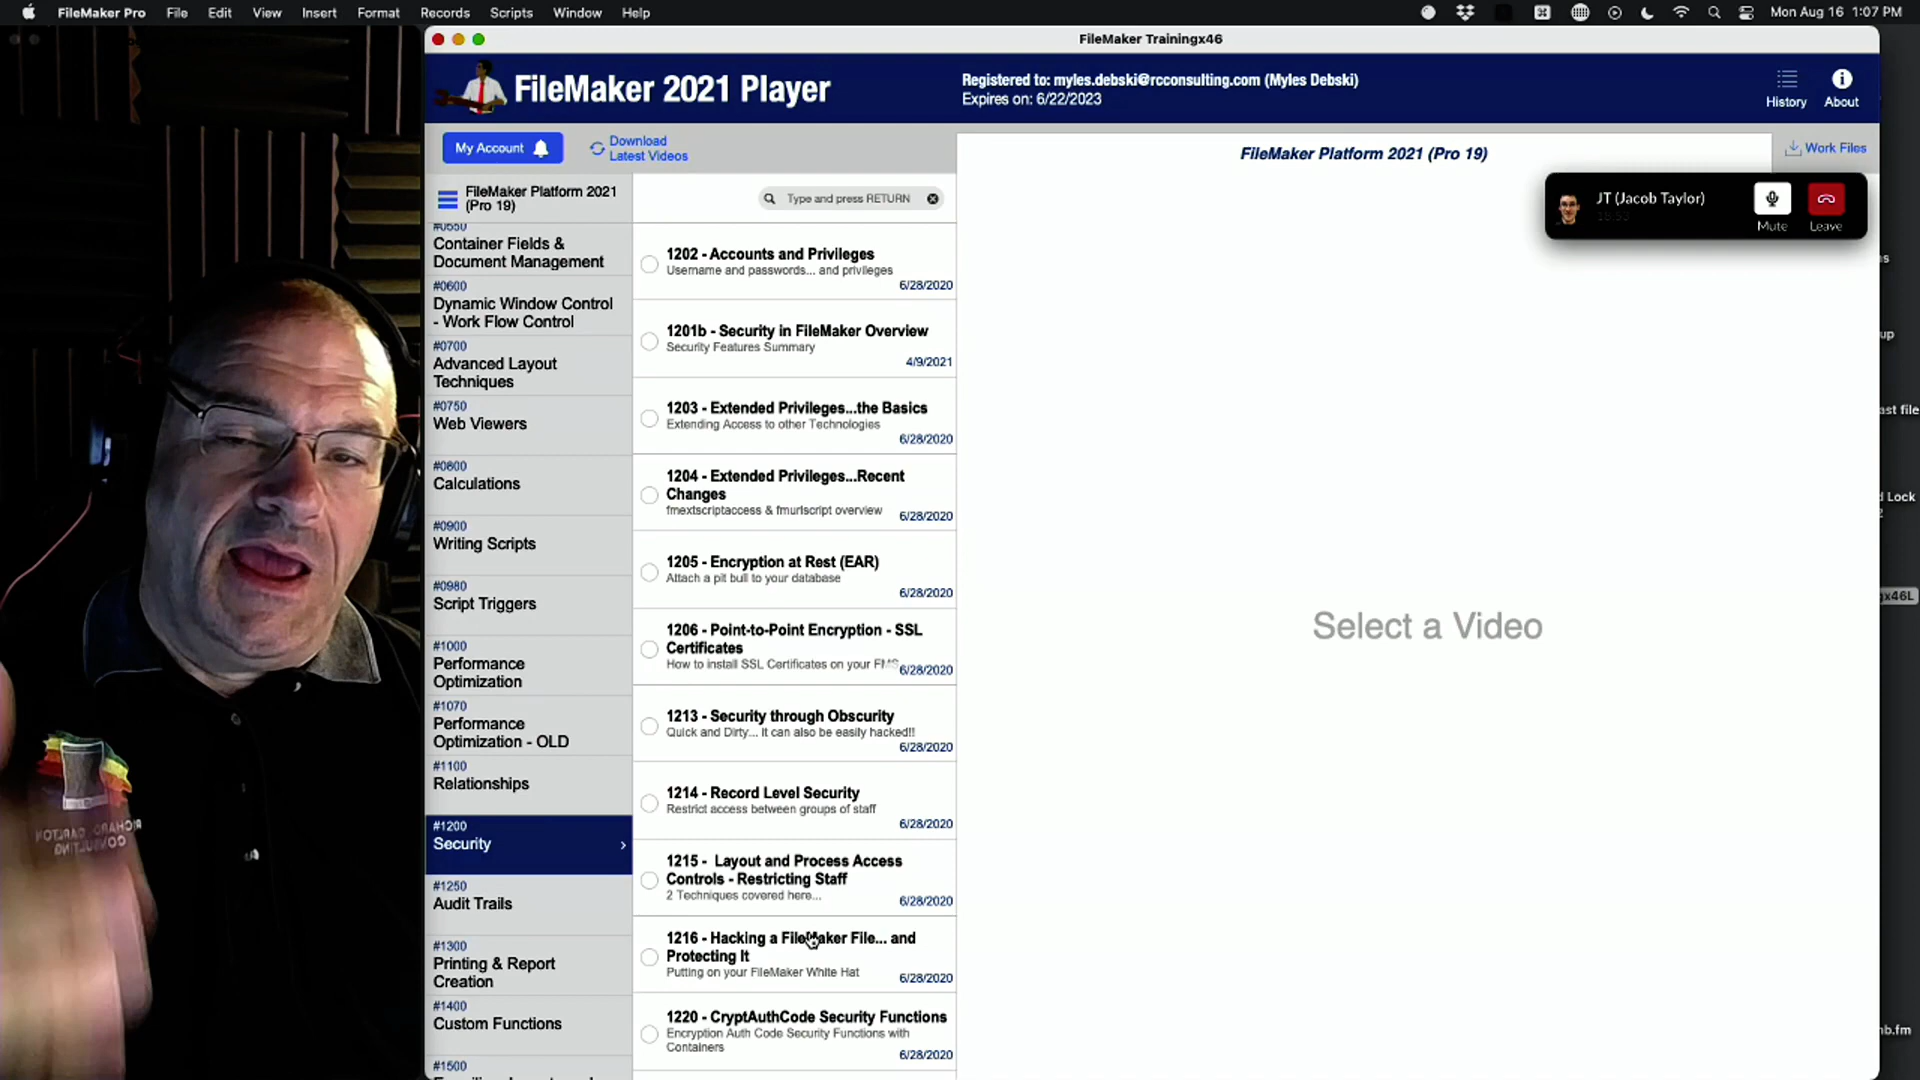 FileMaker Pro File Edit View Insert Format Records Scripts Window Help
Mon Aug 16 1:07 PM
FileMaker Trainingx46
FileMaker 2021 Player
Registered to: myles.debski@rcconsulting.com (Myles Debski)
Expires on: 6/22/2023
History
About
My Account
Download
Latest Videos
FileMaker Platform 2021 (Pro 19)
Work Files
FileMaker Platform 2021
(Pro 19)
Type and press RETURN
JT (Jacob Taylor)
Mute
Leave
#0550
Container Fields &
Document Management
#0600
Dynamic Window Control
- Work Flow Control
#0700
Advanced Layout
Techniques
#0750
Web Viewers
#0800
Calculations
#0900
Writing Scripts
#0980
Script Triggers
#1000
Performance
Optimization
#1070
Performance
Optimization - OLD
#1100
Relationships
#1200
Security
#1250
Audit Trails
#1300
Printing & Report
Creation
#1400
Custom Functions
#1500
1202 - Accounts and Privileges
Username and passwords... and privileges
6/28/2020
1201b - Security in FileMaker Overview
Security Features Summary
4/9/2021
1203 - Extended Privileges...the Basics
Extending Access to other Technologies
6/28/2020
1204 - Extended Privileges...Recent
Changes
fmextscriptaccess & fmurlscript overview
6/28/2020
1205 - Encryption at Rest (EAR)
Attach a pit bull to your database
6/28/2020
1206 - Point-to-Point Encryption - SSL
Certificates
How to install SSL Certificates on your FMS
6/28/2020
1213 - Security through Obscurity
Quick and Dirty... It can also be easily hacked!!
6/28/2020
1214 - Record Level Security
Restrict access between groups of staff
6/28/2020
1215 - Layout and Process Access
Controls - Restricting Staff
2 Techniques covered here...
6/28/2020
1216 - Hacking a FileMaker File... and
Protecting It
Putting on your FileMaker White Hat
6/28/2020
1220 - CryptAuthCode Security Functions
Encryption Auth Code Security Functions with
Containers
6/28/2020
Select a Video
RICHARD CARLTON
CONSULTING
ast file
d Lock
gx46L
nb.fm